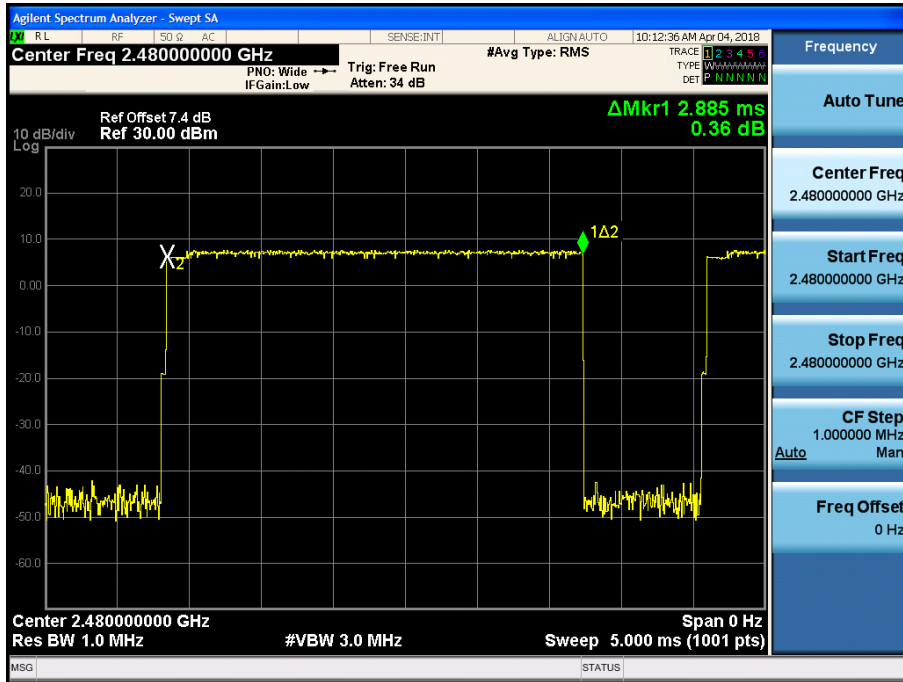 Agilent Spectrum Analyzer - Swept SA
LXI RL RF 50 Ω AC SENSE:INT ALIGN AUTO 10:12:36 AM Apr 04, 2018
Center Freq 2.480000000 GHz
PNO: Wide
IFGain:Low
Trig: Free Run
Atten: 34 dB
#Avg Type: RMS
TRACE 1 2 3 4 5 6
TYPE WWWWWWW
DET P N N N N N
ΔMkr1 2.885 ms
0.36 dB
Ref Offset 7.4 dB
10 dB/div Ref 30.00 dBm
Log
20.0
10.0
0.00
-10.0
-20.0
-30.0
-40.0
-50.0
-60.0
X2
1Δ2
Center 2.480000000 GHz Span 0 Hz
Res BW 1.0 MHz #VBW 3.0 MHz Sweep 5.000 ms (1001 pts)
MSG STATUS
Frequency
Auto Tune
Center Freq
2.480000000 GHz
Start Freq
2.480000000 GHz
Stop Freq
2.480000000 GHz
CF Step
1.000000 MHz
Auto Man
Freq Offset
0 Hz